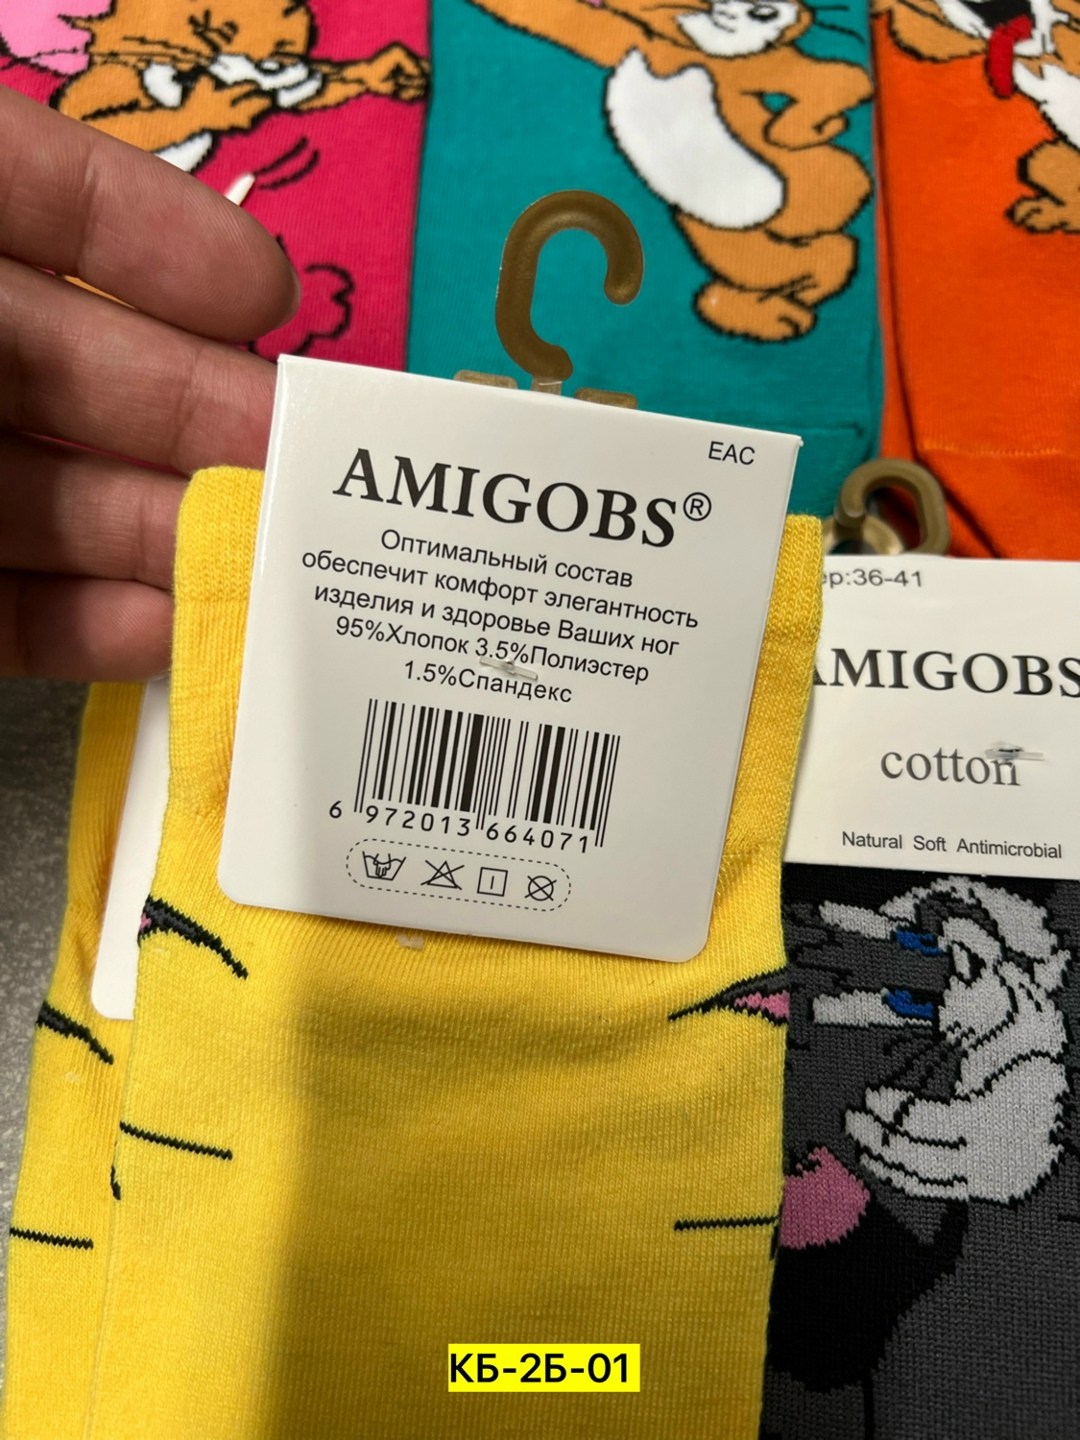 EAC
AMIGOBS®
Оптимальный состав
обеспечит комфорт элегантность
изделия и здоровье Ваших ног
95%Хлопок 3.5%Полиэстер
1.5%Спандекс
6 972013 664071
ер:36-41
AMIGOBS
cotton
Natural Soft Antimicrobial
КБ-2Б-01